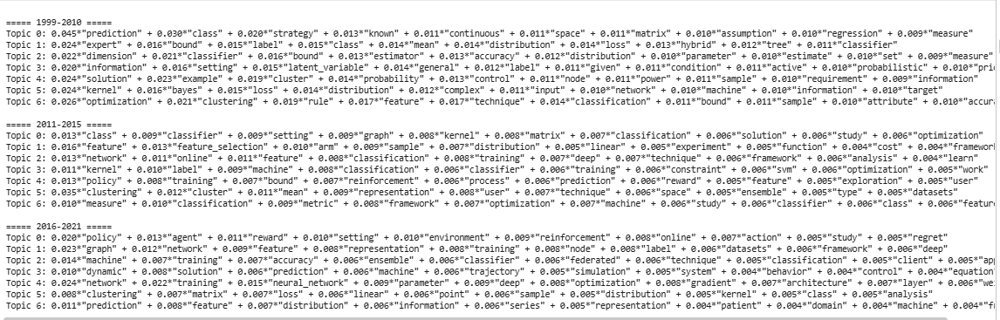 ===== 1999-2010 =====
Topic 0: 0.045*"prediction" + 0.030*"class" + 0.020*"strategy" + 0.013*"known" + 0.011*"continuous" + 0.011*"space" + 0.011*"matrix" + 0.010*"assumption" + 0.010*"regression" + 0.009*"measure"
Topic 1: 0.024*"expert" + 0.016*"bound" + 0.015*"label" + 0.015*"class" + 0.014*"mean" + 0.014*"distribution" + 0.014*"loss" + 0.013*"hybrid" + 0.012*"tree" + 0.011*"classifier"
Topic 2: 0.022*"dimension" + 0.021*"classifier" + 0.016*"bound" + 0.013*"estimator" + 0.013*"accuracy" + 0.012*"distribution" + 0.010*"parameter" + 0.010*"estimate" + 0.010*"set" + 0.009*"measure"
Topic 3: 0.020*"information" + 0.016*"setting" + 0.015*"latent_variable" + 0.014*"general" + 0.012*"label" + 0.011*"given" + 0.011*"condition" + 0.011*"active" + 0.010*"probabilistic" + 0.010*"pri
Topic 4: 0.024*"solution" + 0.023*"example" + 0.019*"cluster" + 0.014*"probability" + 0.013*"control" + 0.011*"node" + 0.011*"power" + 0.011*"sample" + 0.010*"requirement" + 0.009*"information"
Topic 5: 0.024*"kernel" + 0.016*"bayes" + 0.015*"loss" + 0.014*"distribution" + 0.012*"complex" + 0.011*"input" + 0.010*"network" + 0.010*"machine" + 0.010*"information" + 0.010*"target"
Topic 6: 0.026*"optimization" + 0.021*"clustering" + 0.019*"rule" + 0.017*"feature" + 0.017*"technique" + 0.014*"classification" + 0.011*"bound" + 0.011*"sample" + 0.010*"attribute" + 0.010*"accura
===== 2011-2015 =====
Topic 0: 0.013*"class" + 0.009*"classifier" + 0.009*"setting" + 0.009*"graph" + 0.008*"kernel" + 0.008*"matrix" + 0.007*"classification" + 0.006*"solution" + 0.006*"study" + 0.006*"optimization"
Topic 1: 0.016*"feature" + 0.013*"feature_selection" + 0.010*"arm" + 0.009*"sample" + 0.007*"distribution" + 0.005*"linear" + 0.005*"experiment" + 0.005*"function" + 0.004*"cost" + 0.004*"framewor
Topic 2: 0.013*"network" + 0.011*"online" + 0.011*"feature" + 0.008*"classification" + 0.008*"training" + 0.007*"deep" + 0.007*"technique" + 0.006*"framework" + 0.006*"analysis" + 0.004*"learn"
Topic 3: 0.011*"kernel" + 0.010*"label" + 0.009*"machine" + 0.008*"classification" + 0.006*"classifier" + 0.006*"training" + 0.006*"constraint" + 0.006*"svm" + 0.006*"optimization" + 0.005*"work"
Topic 4: 0.013*"policy" + 0.008*"training" + 0.007*"bound" + 0.007*"reinforcement" + 0.006*"process" + 0.006*"prediction" + 0.006*"reward" + 0.005*"feature" + 0.005*"exploration" + 0.005*"user"
Topic 5: 0.035*"clustering" + 0.012*"cluster" + 0.011*"mean" + 0.009*"representation" + 0.008*"user" + 0.007*"technique" + 0.006*"space" + 0.005*"ensemble" + 0.005*"type" + 0.005*"datasets"
Topic 6: 0.010*"measure" + 0.010*"classification" + 0.009*"metric" + 0.008*"framework" + 0.007*"optimization" + 0.007*"machine" + 0.006*"study" + 0.006*"classifier" + 0.006*"class" + 0.006*"featur
===== 2016-2021 =====
Topic 0: 0.020*"policy" + 0.013*"agent" + 0.011*"reward" + 0.010*"setting" + 0.010*"environment" + 0.009*"reinforcement" + 0.008*"online" + 0.007*"action" + 0.005*"study" + 0.005*"regret"
Topic 1: 0.023*"graph" + 0.012*"network" + 0.009*"feature" + 0.008*"representation" + 0.008*"training" + 0.008*"node" + 0.008*"label" + 0.006*"datasets" + 0.006*"framework" + 0.006*"deep"
Topic 2: 0.014*"machine" + 0.007*"training" + 0.007*"accuracy" + 0.006*"ensemble" + 0.006*"classifier" + 0.006*"federated" + 0.006*"technique" + 0.005*"classification" + 0.005*"client" + 0.005*"ap
Topic 3: 0.010*"dynamic" + 0.008*"solution" + 0.006*"prediction" + 0.006*"machine" + 0.006*"trajectory" + 0.005*"simulation" + 0.005*"system" + 0.004*"behavior" + 0.004*"control" + 0.004*"equation
Topic 4: 0.024*"network" + 0.022*"training" + 0.015*"neural_network" + 0.009*"parameter" + 0.009*"deep" + 0.008*"optimization" + 0.008*"gradient" + 0.007*"architecture" + 0.007*"layer" + 0.006*"we
Topic 5: 0.008*"clustering" + 0.007*"matrix" + 0.007*"loss" + 0.006*"linear" + 0.006*"point" + 0.006*"sample" + 0.005*"distribution" + 0.005*"kernel" + 0.005*"class" + 0.005*"analysis"
Topic 6: 0.011*"prediction" + 0.008*"feature" + 0.007*"distribution" + 0.006*"information" + 0.006*"series" + 0.005*"representation" + 0.004*"patient" + 0.004*"domain" + 0.004*"machine" + 0.004*"f